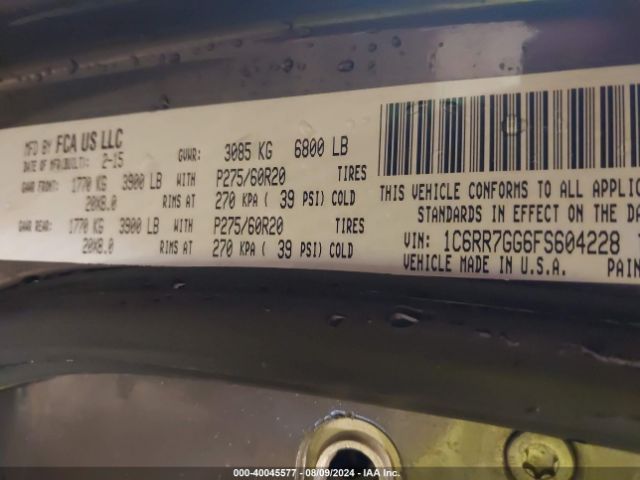 MFD BY FCA US LLC
DATE OF MFR(BUILT): 2-15 GVWR: 3085 KG 6800 LB
GAWR FRONT: 1770 KG 3900 LB WITH P275/60R20 TIRES
20X8.0 RIMS AT 270 KPA ( 39 PSI) COLD
GAWR REAR: 1770 KG 3900 LB WITH P275/60R20 TIRES
20X8.0 RIMS AT 270 KPA ( 39 PSI) COLD
THIS VEHICLE CONFORMS TO ALL APPLIC
STANDARDS IN EFFECT ON THE DA
VIN: 1C6RR7GG6FS604228
VEHICLE MADE IN U.S.A. PAIN
000-40045577 - 08/09/2024 - IAA Inc.